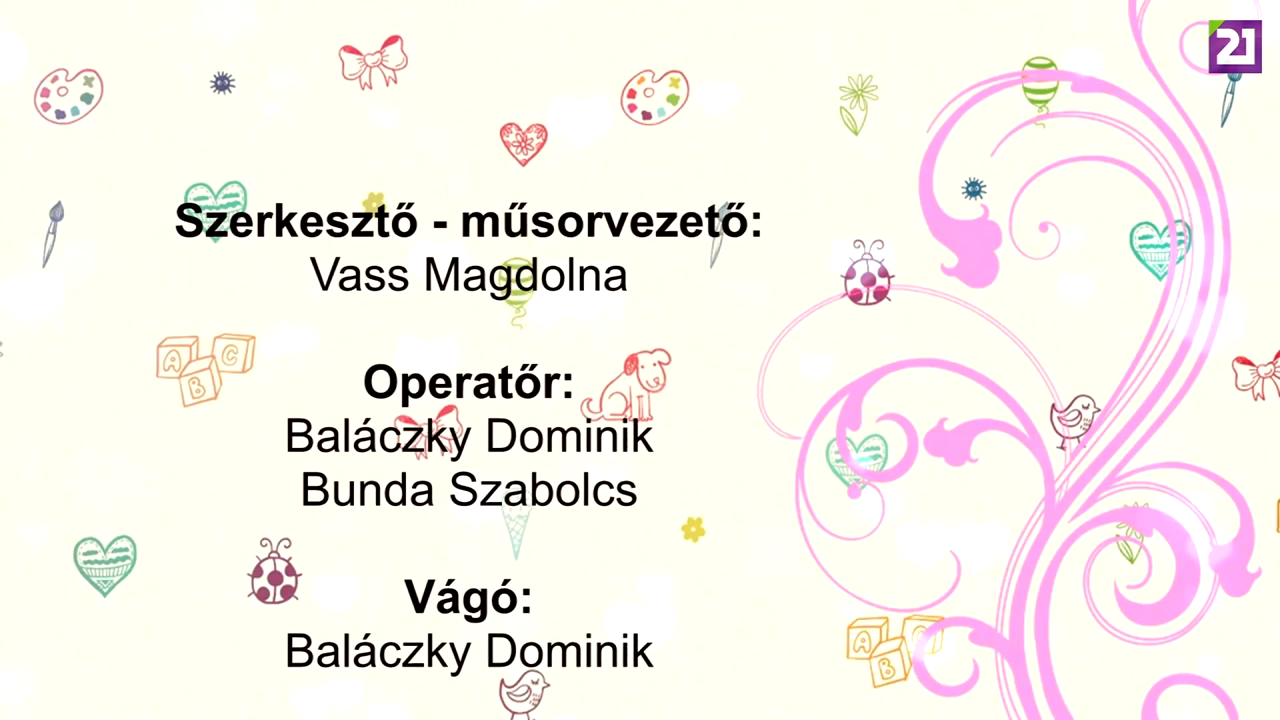 21
Szerkesztő - műsorvezető:
Vass Magdolna
Operatőr:
Baláczky Dominik
Bunda Szabolcs
Vágó:
Baláczky Dominik
A C
B
A C
B